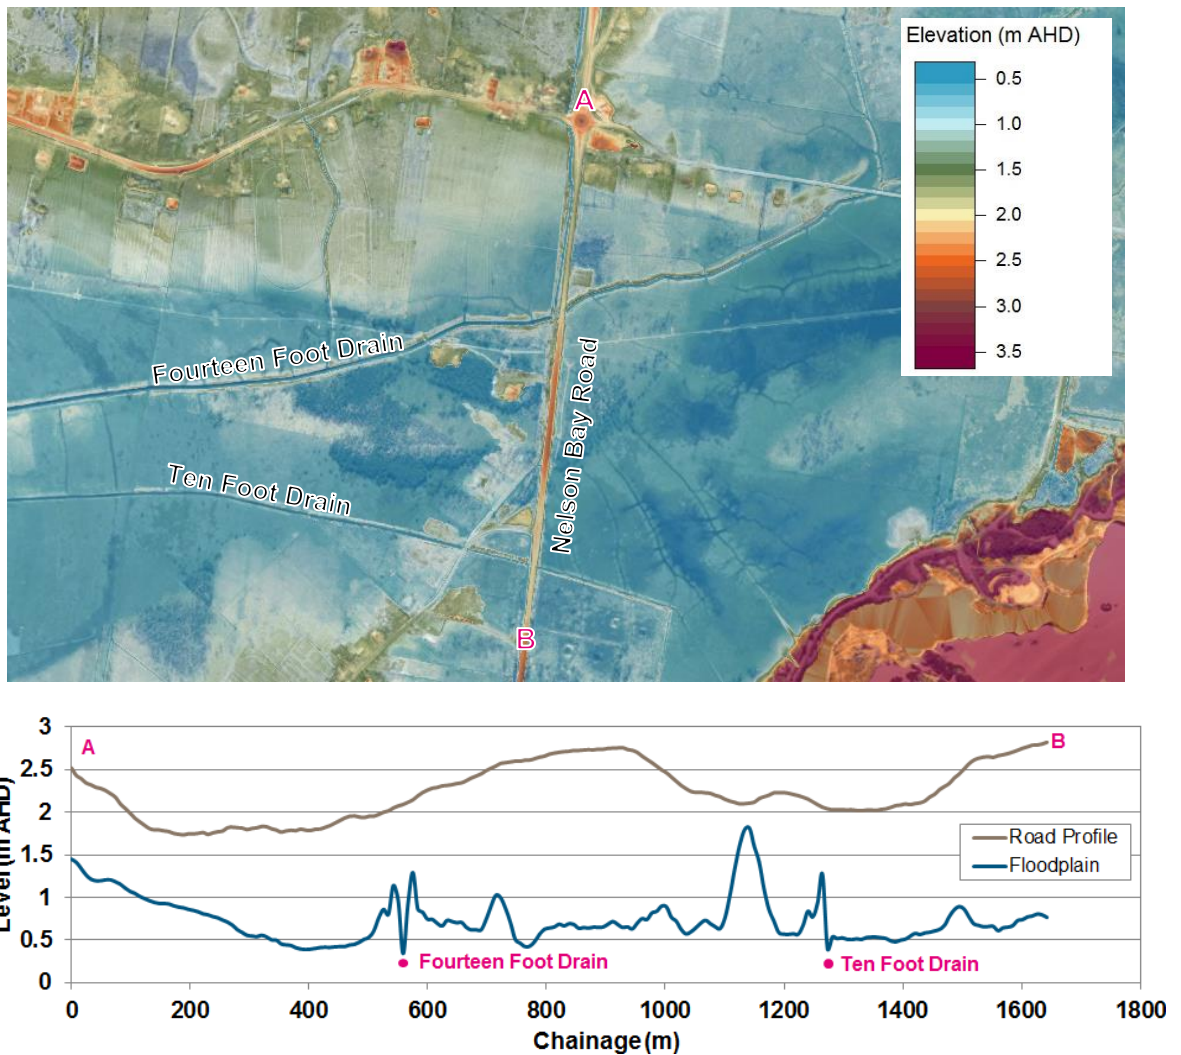 Elevation (m AHD)
0.5
1.0
1.5
2.0
2.5
3.0
3.5
A
Fourteen Foot Drain
Nelson Bay Road
Ten Foot Drain
B
Level (m AHD)
3
2.5
2
1.5
1
0.5
0
A
B
Road Profile
Floodplain
Fourteen Foot Drain
Ten Foot Drain
0 200 400 600 800 1000 1200 1400 1600 1800
Chainage (m)